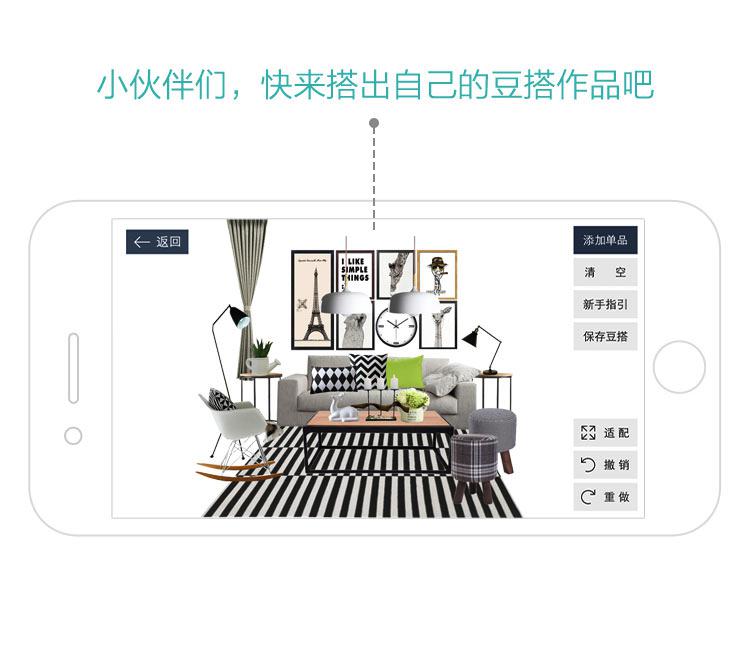 小伙伴们，快来搭出自己的豆搭作品吧
返回
添加单品
清 空
新手指引
保存豆搭
I LIKE
SIMPLE
THINGS
适 配
撤 销
重 做